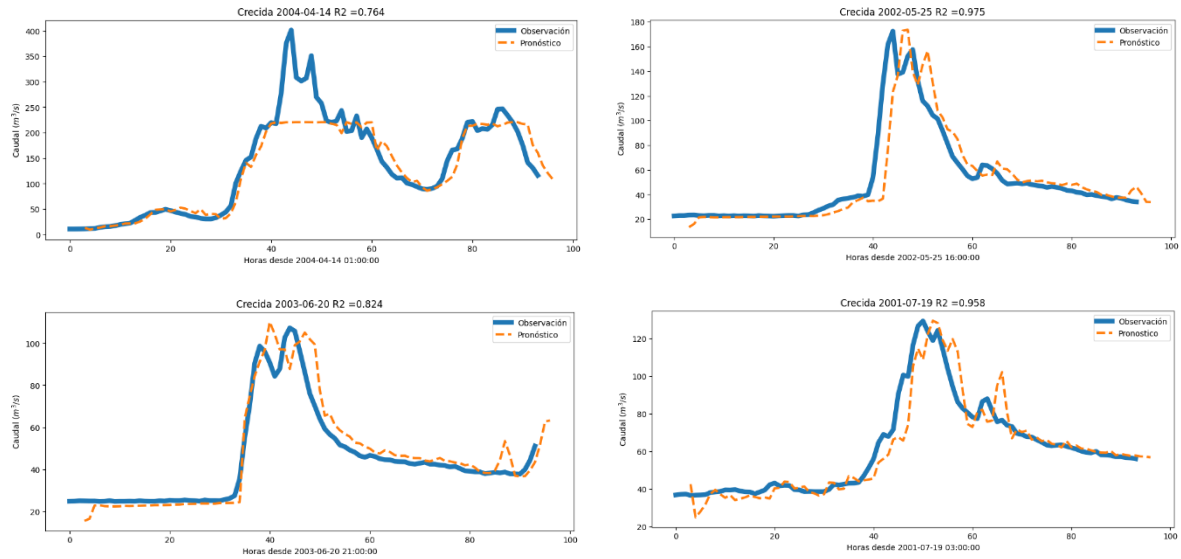 Crecida 2004-04-14 R2 =0.764
Observación
Pronóstico
400
350
300
250
200
150
100
50
0
Caudal (m³/s)
0 20 40 60 80 100
Horas desde 2004-04-14 01:00:00
Crecida 2002-05-25 R2 =0.975
Observación
Pronóstico
180
160
140
120
100
80
60
40
20
Caudal (m³/s)
0 20 40 60 80 100
Horas desde 2002-05-25 16:00:00
Crecida 2003-06-20 R2 =0.824
Observación
Pronóstico
100
80
60
40
20
Caudal (m³/s)
0 20 40 60 80 100
Horas desde 2003-06-20 21:00:00
Crecida 2001-07-19 R2 =0.958
Observación
Pronostico
120
100
80
60
40
20
Caudal (m³/s)
0 20 40 60 80 100
Horas desde 2001-07-19 03:00:00